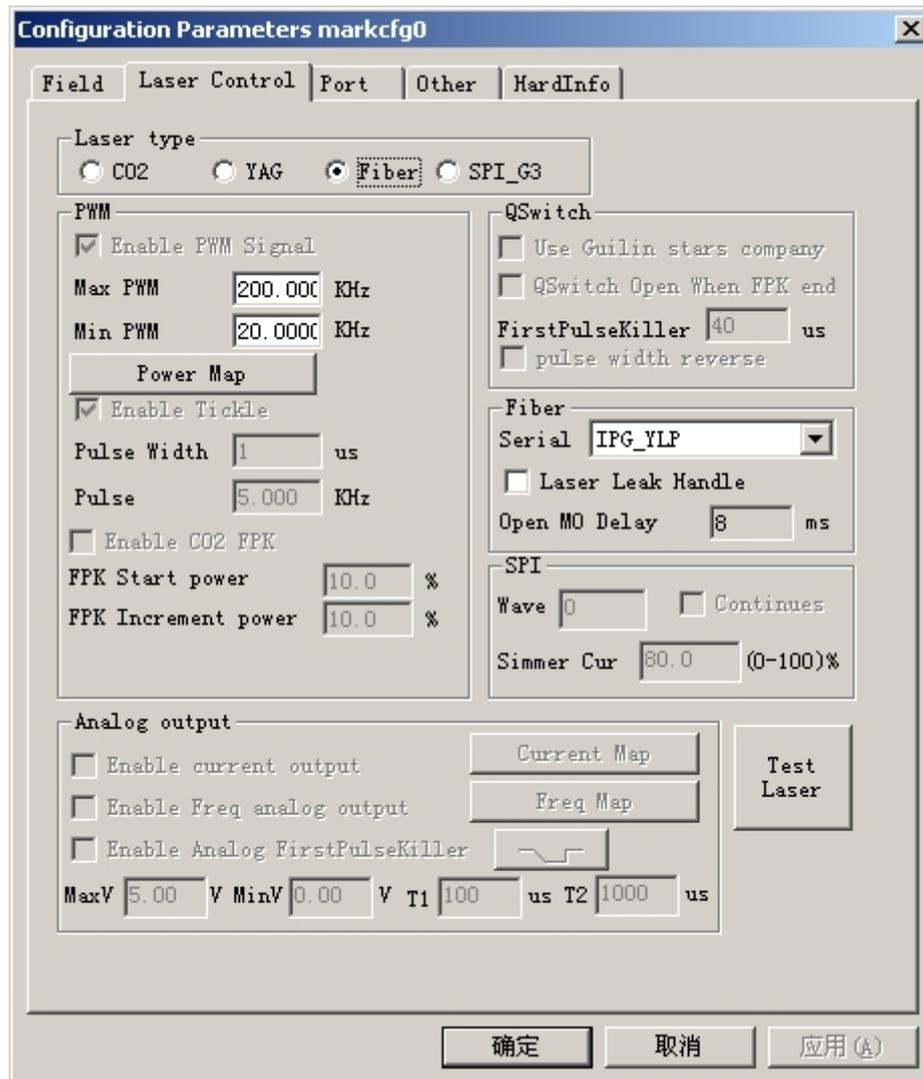 Configuration Parameters markcfg0
Field Laser Control Port Other HardInfo
Laser type
CO2 YAG Fiber SPI_G3
PWM
Enable PWM Signal
Max PWM 200.000 KHz
Min PWM 20.0000 KHz
Power Map
Enable Tickle
Pulse Width 1 us
Pulse 5.000 KHz
Enable CO2 FPK
FPK Start power 10.0 %
FPK Increment power 10.0 %
QSwitch
Use Guilin stars company
QSwitch Open When FPK end
FirstPulseKiller 40 us
pulse width reverse
Fiber
Serial IPG_YLP
Laser Leak Handle
Open MO Delay 8 ms
SPI
Wave 0 Continues
Simmer Cur 80.0 (0-100)%
Analog output
Enable current output Current Map
Enable Freq analog output Freq Map
Enable Analog FirstPulseKiller
MaxV 5.00 V MinV 0.00 V T1 100 us T2 1000 us
Test
Laser
确定 取消 应用(A)